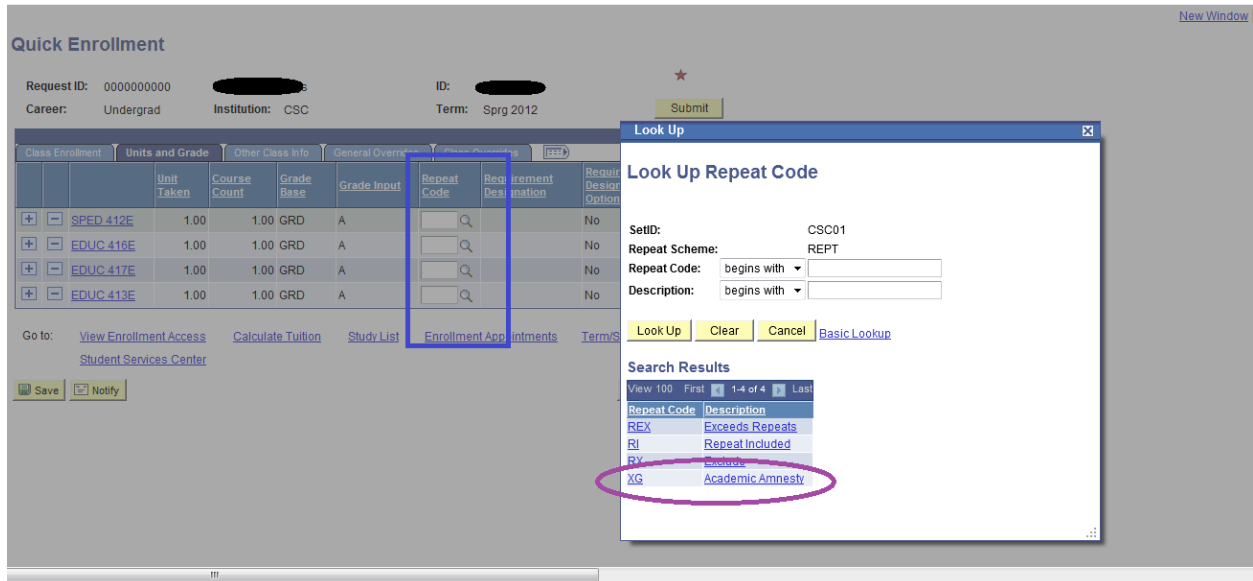 New Window
Quick Enrollment
Request ID: 0000000000 ID:
Career: Undergrad Institution: CSC Term: Sprg 2012 Submit
Class Enrollment Units and Grade Other Class Info General Overrides Class Overrides
Unit Taken Course Count Grade Base Grade Input Repeat Code Requirement Designation
SPED 412E 1.00 1.00 GRD A No
EDUC 416E 1.00 1.00 GRD A No
EDUC 417E 1.00 1.00 GRD A No
EDUC 413E 1.00 1.00 GRD A No
Go to: View Enrollment Access Calculate Tuition Study List Enrollment Appointments Term/S
Student Services Center
Save Notify
Look Up
Look Up Repeat Code
SetID: CSC01
Repeat Scheme: REPT
Repeat Code: begins with
Description: begins with
Look Up Clear Cancel Basic Lookup
Search Results
View 100 First 1-4 of 4 Last
Repeat Code Description
REX Exceeds Repeats
RI Repeat Included
RX Exclude
XG Academic Amnesty